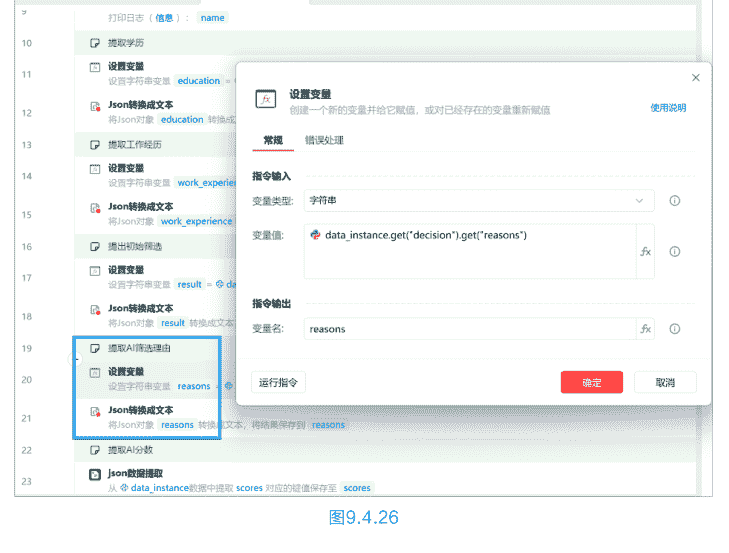 9
打印日志 ( 信息 ) : name
10 提取学历
11 设置变量
设置字符串变量 education =
12 Json转换成文本
将Json对象 education 转换成
13 提取工作经历
14 设置变量
设置字符串变量 work_experien
15 Json转换成文本
将Json对象 work_experience
16 提出初始筛选
17 设置变量
设置字符串变量 result = da
18 Json转换成文本
将Json对象 result 转换成文本
19 提取AI筛选理由
20 设置变量
设置字符串变量 reasons =
21 Json转换成文本
将Json对象 reasons 转换成文本，将结果保存到 reasons
22 提取AI分数
23 json数据提取
从 data_instance数据中提取 scores 对应的键值保存至 scores
设置变量
创建一个新的变量并给它赋值，或对已经存在的变量重新赋值
使用说明
常规 错误处理
指令输入
变量类型: 字符串
变量值: data_instance.get("decision").get("reasons")
fx
指令输出
变量名: reasons fx
运行指令 确定 取消
图9.4.26